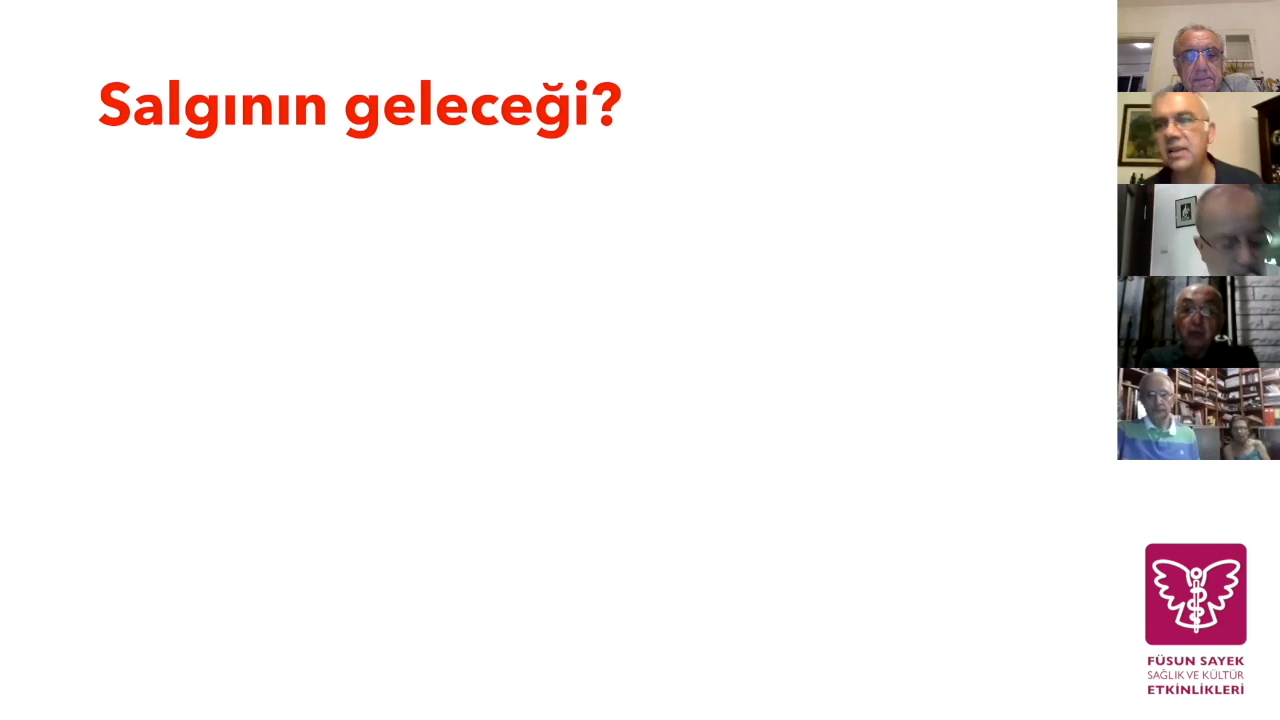 Salgının geleceği?
FÜSUN SAYEK
SAĞLIK VE KÜLTÜR
ETKİNLİKLERİ